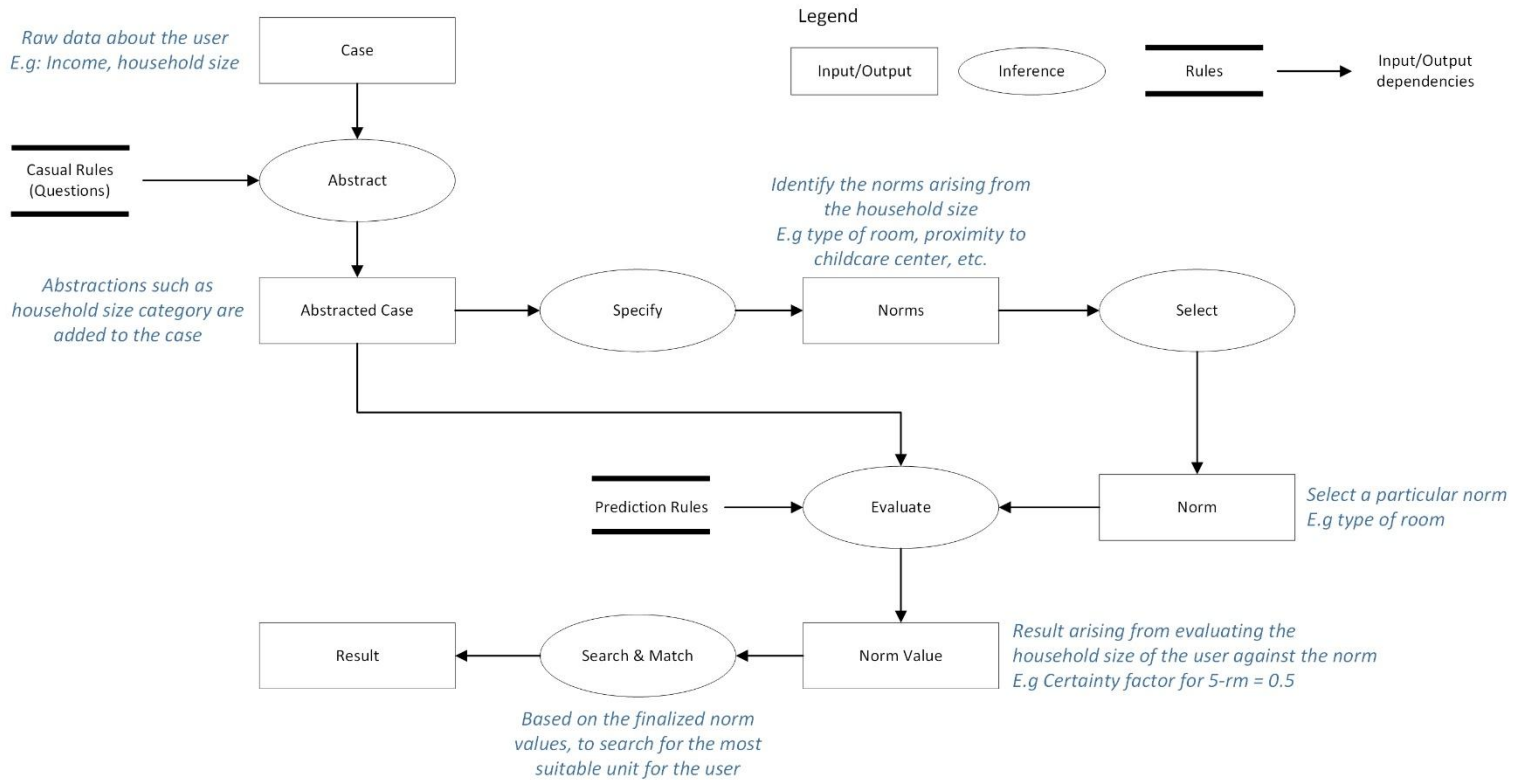 Legend
Raw data about the user
E.g: Income, household size
Case
Input/Output
Inference
Rules
Input/Output
dependencies
Casual Rules
(Questions)
Abstract
Identify the norms arising from
the household size
E.g type of room, proximity to
childcare center, etc.
Abstractions such as
household size category are
added to the case
Abstracted Case
Specify
Norms
Select
Prediction Rules
Evaluate
Norm
Select a particular norm
E.g type of room
Result
Search & Match
Norm Value
Result arising from evaluating the
household size of the user against the norm
E.g Certainty factor for 5-rm = 0.5
Based on the finalized norm
values, to search for the most
suitable unit for the user